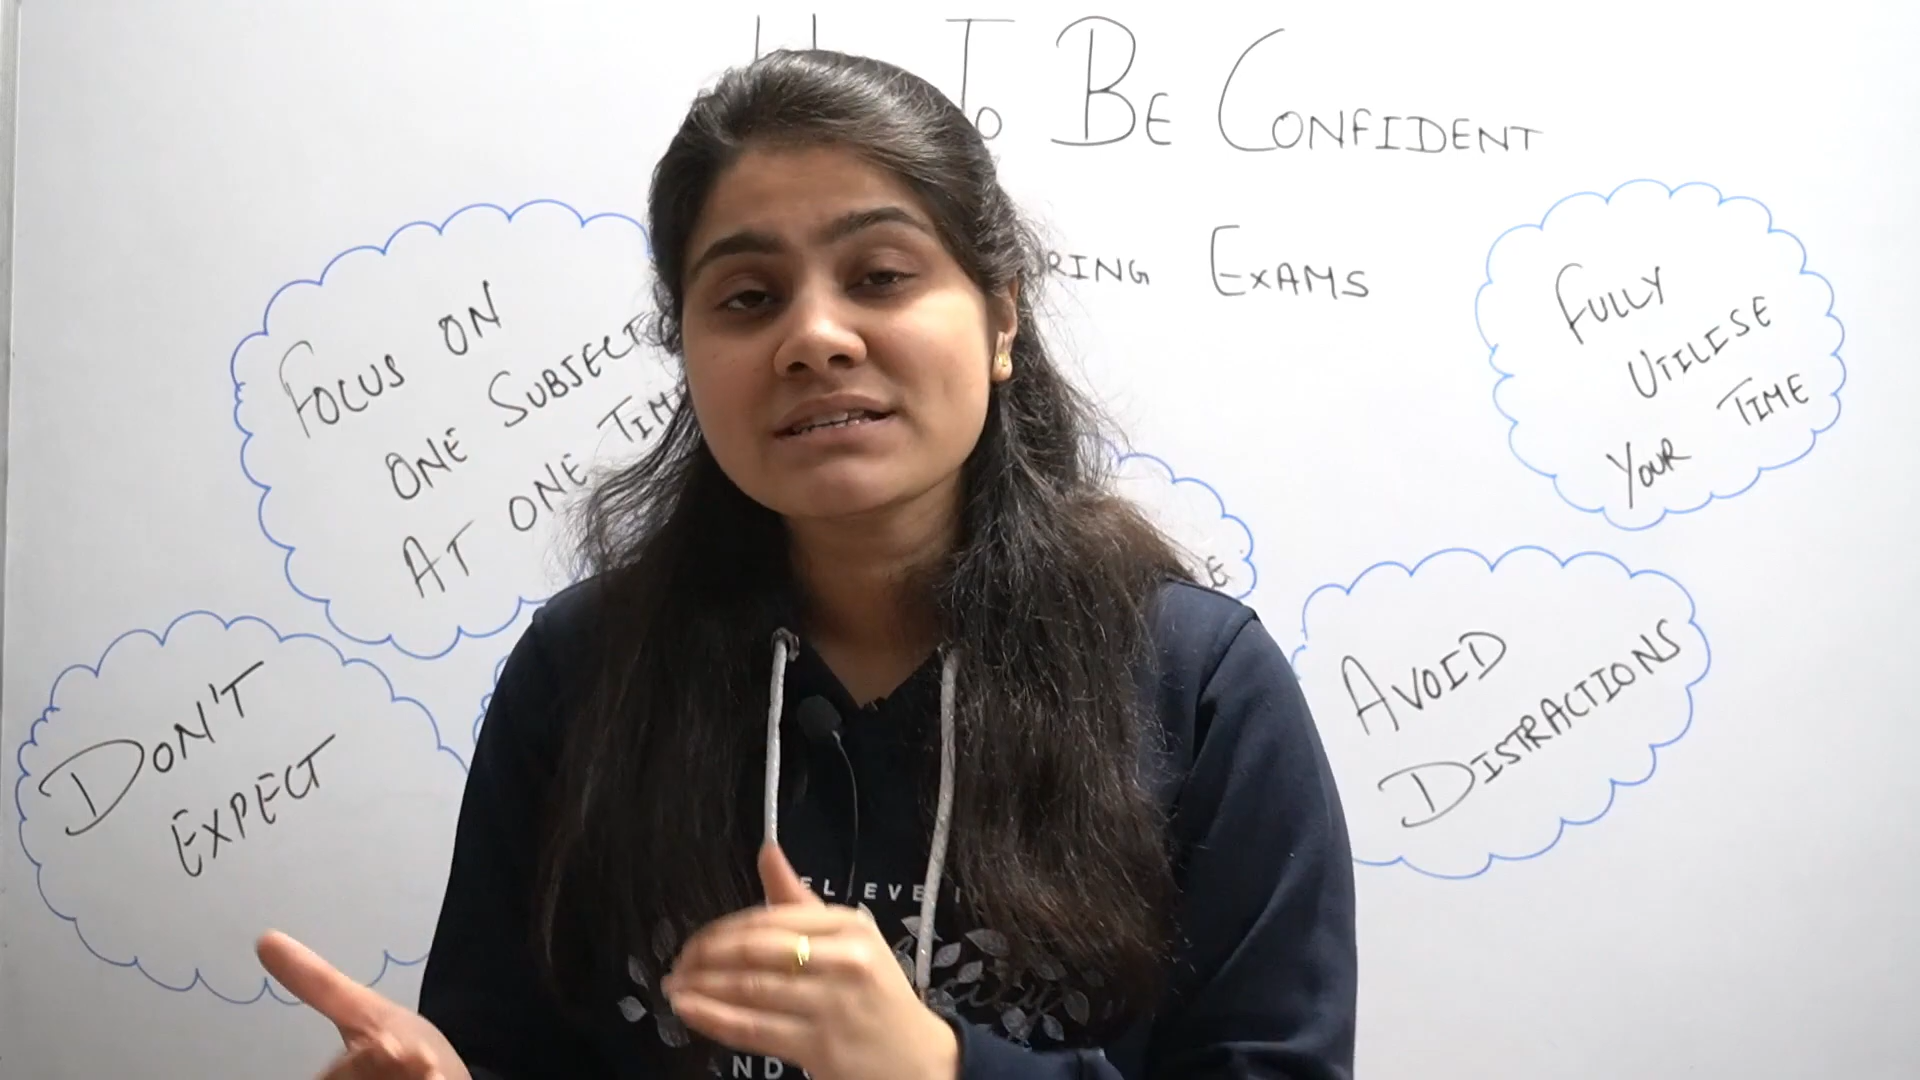 To BE CONFIDENT
EXAMS
FOCUS ON
ONE SUBJECT
AT ONE
FULLY
UTILISE
YOUR TIME
DON'T
EXPECT
AVOID
DISTRACTIONS